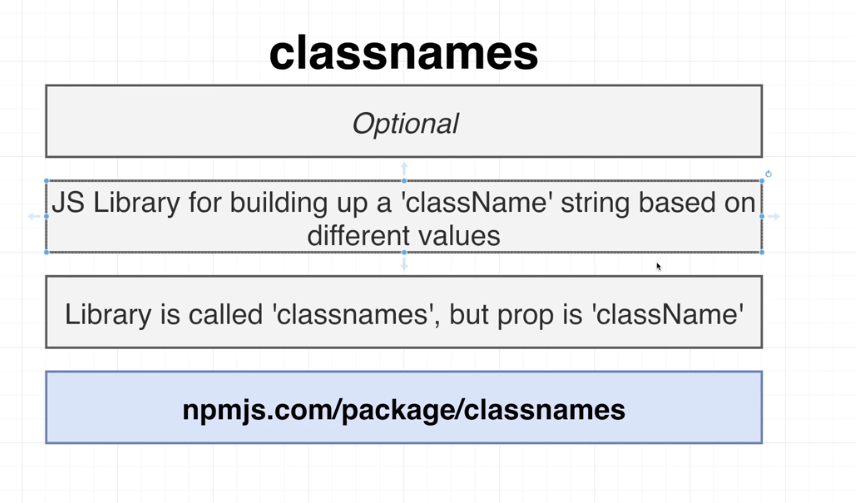 classnames
Optional
JS Library for building up a 'className' string based on
different values
Library is called 'classnames', but prop is 'className'
npmjs.com/package/classnames